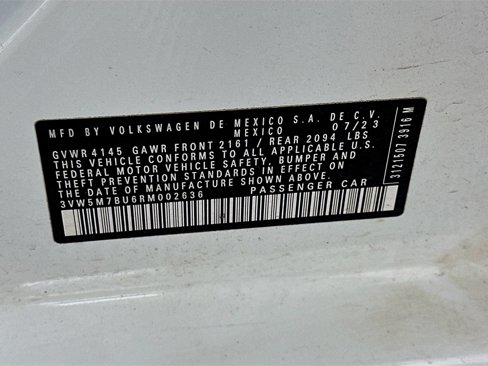 MFD BY VOLKSWAGEN DE MEXICO S.A. DE C.V.
MEXICO 07/23
GVWR 4145 GAWR FRONT 2161 / REAR 2094 LBS
THIS VEHICLE CONFORMS TO ALL APPLICABLE U.S.
FEDERAL MOTOR VEHICLE SAFETY, BUMPER AND
THEFT PREVENTION STANDARDS IN EFFECT ON THE
DATE OF MANUFACTURE SHOWN ABOVE.
3VW5M7BU6RM002636 PASSENGER CAR
3121507 3916 M